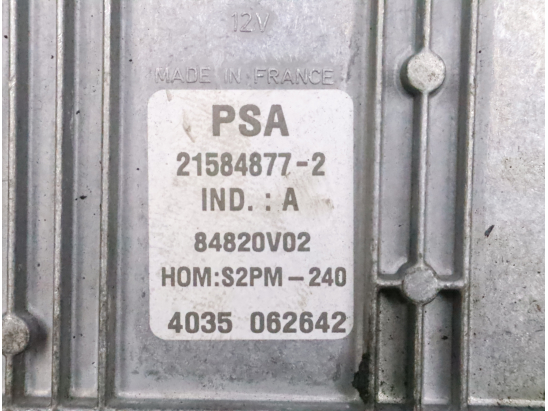 12V
MADE IN FRANCE
PSA
21584877-2
IND. : A
84820V02
HOM:S2PM-240
4035 062642